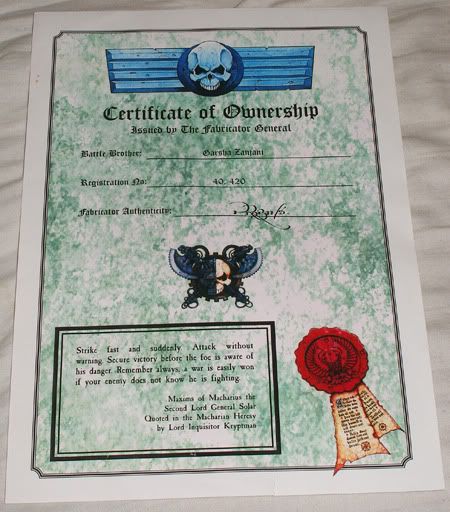 Certificate of Ownership
Issued by The Fabricator General
Battle Brother: Garsha Zanjani
Registration No: 40, 420
Fabricator Authenticity:
Strike fast and suddenly. Attack without
warning. Secure victory before the foe is aware of
his danger. Remember always, a war is easily won
if your enemy does not know he is fighting.
Maxims of Macharius the
Second Lord General Solar
Quoted in the Macharian Heresy
by Lord Inquisitor Kryptman